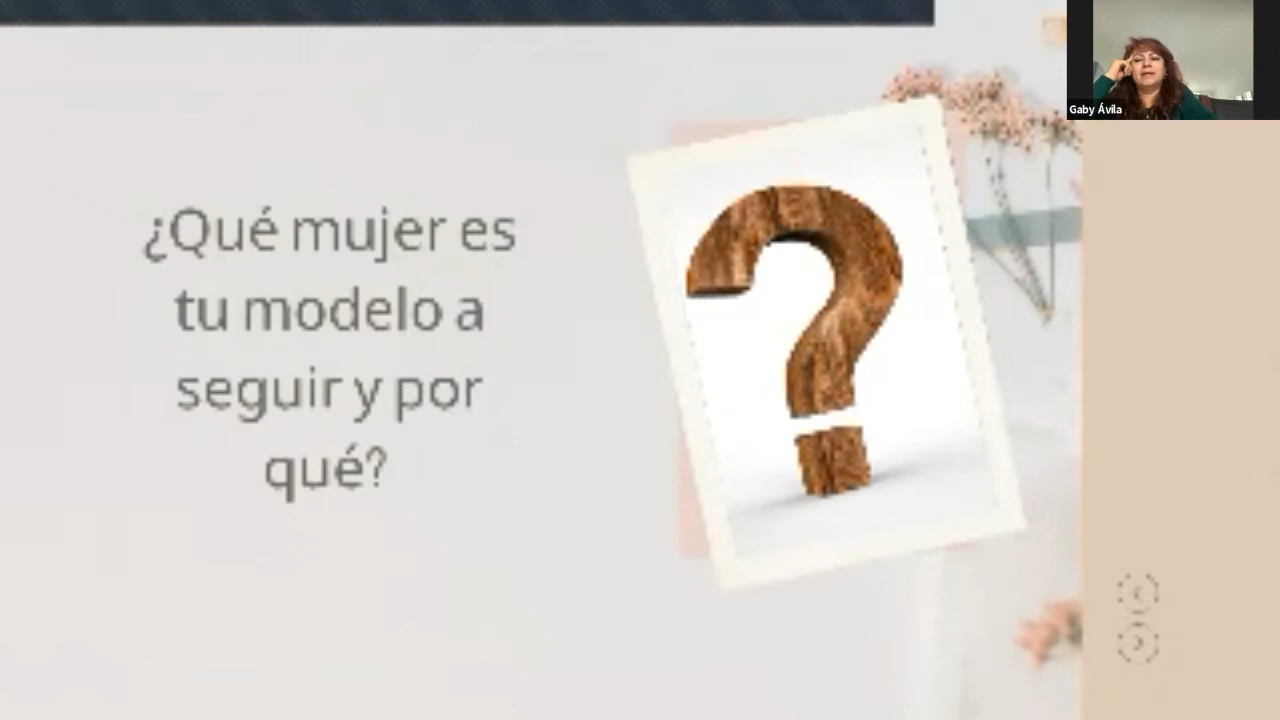 ¿Qué mujer es
tu modelo a
seguir y por
qué?
Gaby Ávila